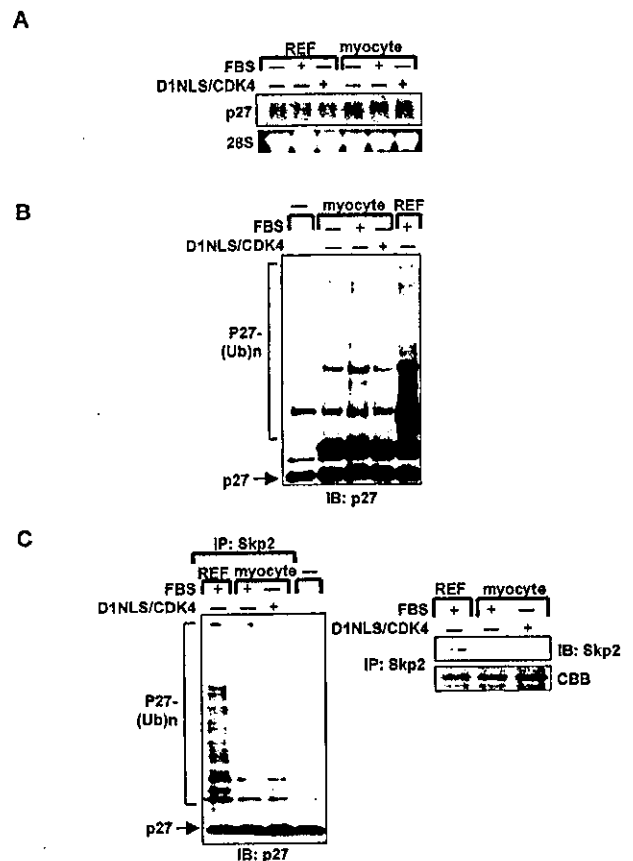 A
REF myocyte
FBS — + — — + —
D1NLS/CDK4 — — + — — +
p27
28S
B
— myocyte REF
FBS — + — +
D1NLS/CDK4 — — + —
P27-
(Ub)n
p27
IB: p27
C
IP: Skp2
REF myocyte —
FBS + + —
D1NLS/CDK4 — — +
P27-
(Ub)n
p27
IB: p27
REF myocyte
FBS + + —
D1NLS/CDK4 — — +
IP: Skp2
IB: Skp2
CBB